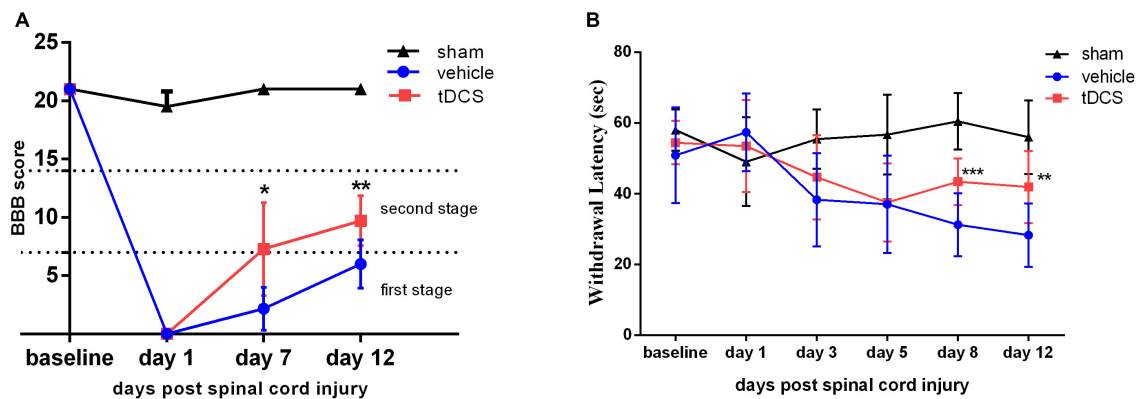 A
25
20
15
10
5
BBB score
sham
vehicle
tDCS
*
**
second stage
first stage
baseline day 1 day 7 day 12
days post spinal cord injury
B
80
60
40
20
0
Withdrawal Latency (sec)
sham
vehicle
tDCS
***
**
baseline day 1 day 3 day 5 day 8 day 12
days post spinal cord injury